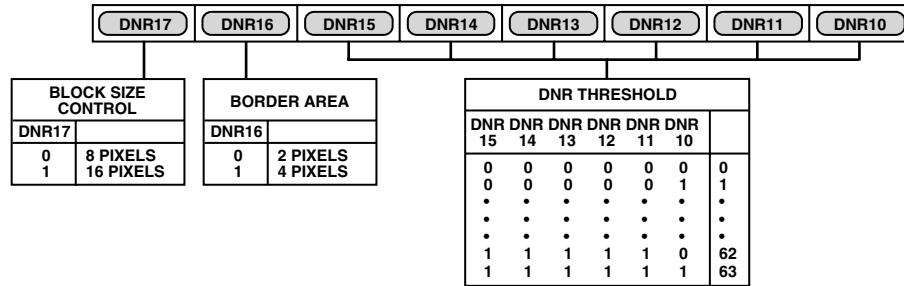 DNR17 DNR16 DNR15 DNR14 DNR13 DNR12 DNR11 DNR10
BLOCK SIZE
CONTROL
DNR17
0 8 PIXELS
1 16 PIXELS
BORDER AREA
DNR16
0 2 PIXELS
1 4 PIXELS
DNR THRESHOLD
DNR DNR DNR DNR DNR DNR
15 14 13 12 11 10
0 0 0 0 0 0 0
0 0 0 0 0 1 1
• • • • • • •
• • • • • • •
• • • • • • •
1 1 1 1 1 0 62
1 1 1 1 1 1 63